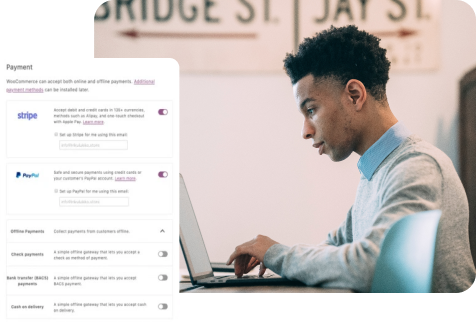 BRIDGE ST. JAY ST.
Payment
WooCommerce can accept both online and offline payments. Additional
payment methods can be installed later.
stripe
Accept debit and credit cards in 135+ currencies,
methods such as Alipay, and one-touch checkout
with Apple Pay. Learn more.
Set up Stripe for me using this email:
PayPal
Safe and secure payments using credit cards or
your customer's PayPal account. Learn more.
Set up PayPal for me using this email:
Offline Payments
Collect payments from customers offline.
Check payments
A simple offline gateway that lets you accept a
check as method of payment.
Bank transfer (BACS)
payments
A simple offline gateway that lets you accept
BACS payment.
Cash on delivery
A simple offline gateway that lets you accept cash
on delivery.